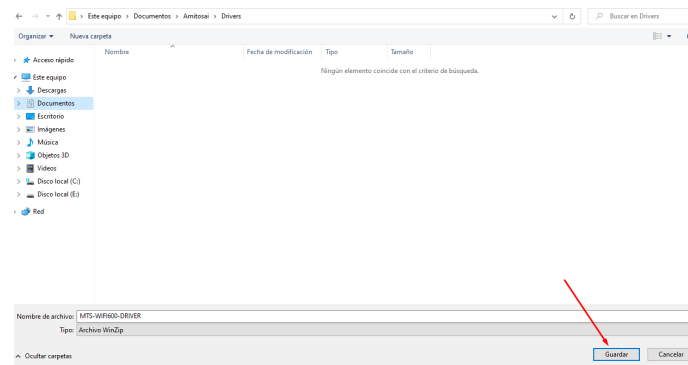 Este equipo > Documentos > Amitosai > Drivers
Buscar en Drivers
Organizar
Nueva carpeta
Nombre
Fecha de modificación
Tipo
Tamaño
Ningún elemento coincide con el criterio de búsqueda.
Acceso rápido
Este equipo
Descargas
Documentos
Escritorio
Imágenes
Música
Objetos 3D
Videos
Disco local (C:)
Disco local (E:)
Red
Nombre de archivo: MTS-WIFI600-DRIVER
Tipo: Archivo WinZip
Ocultar carpetas
Guardar
Cancelar